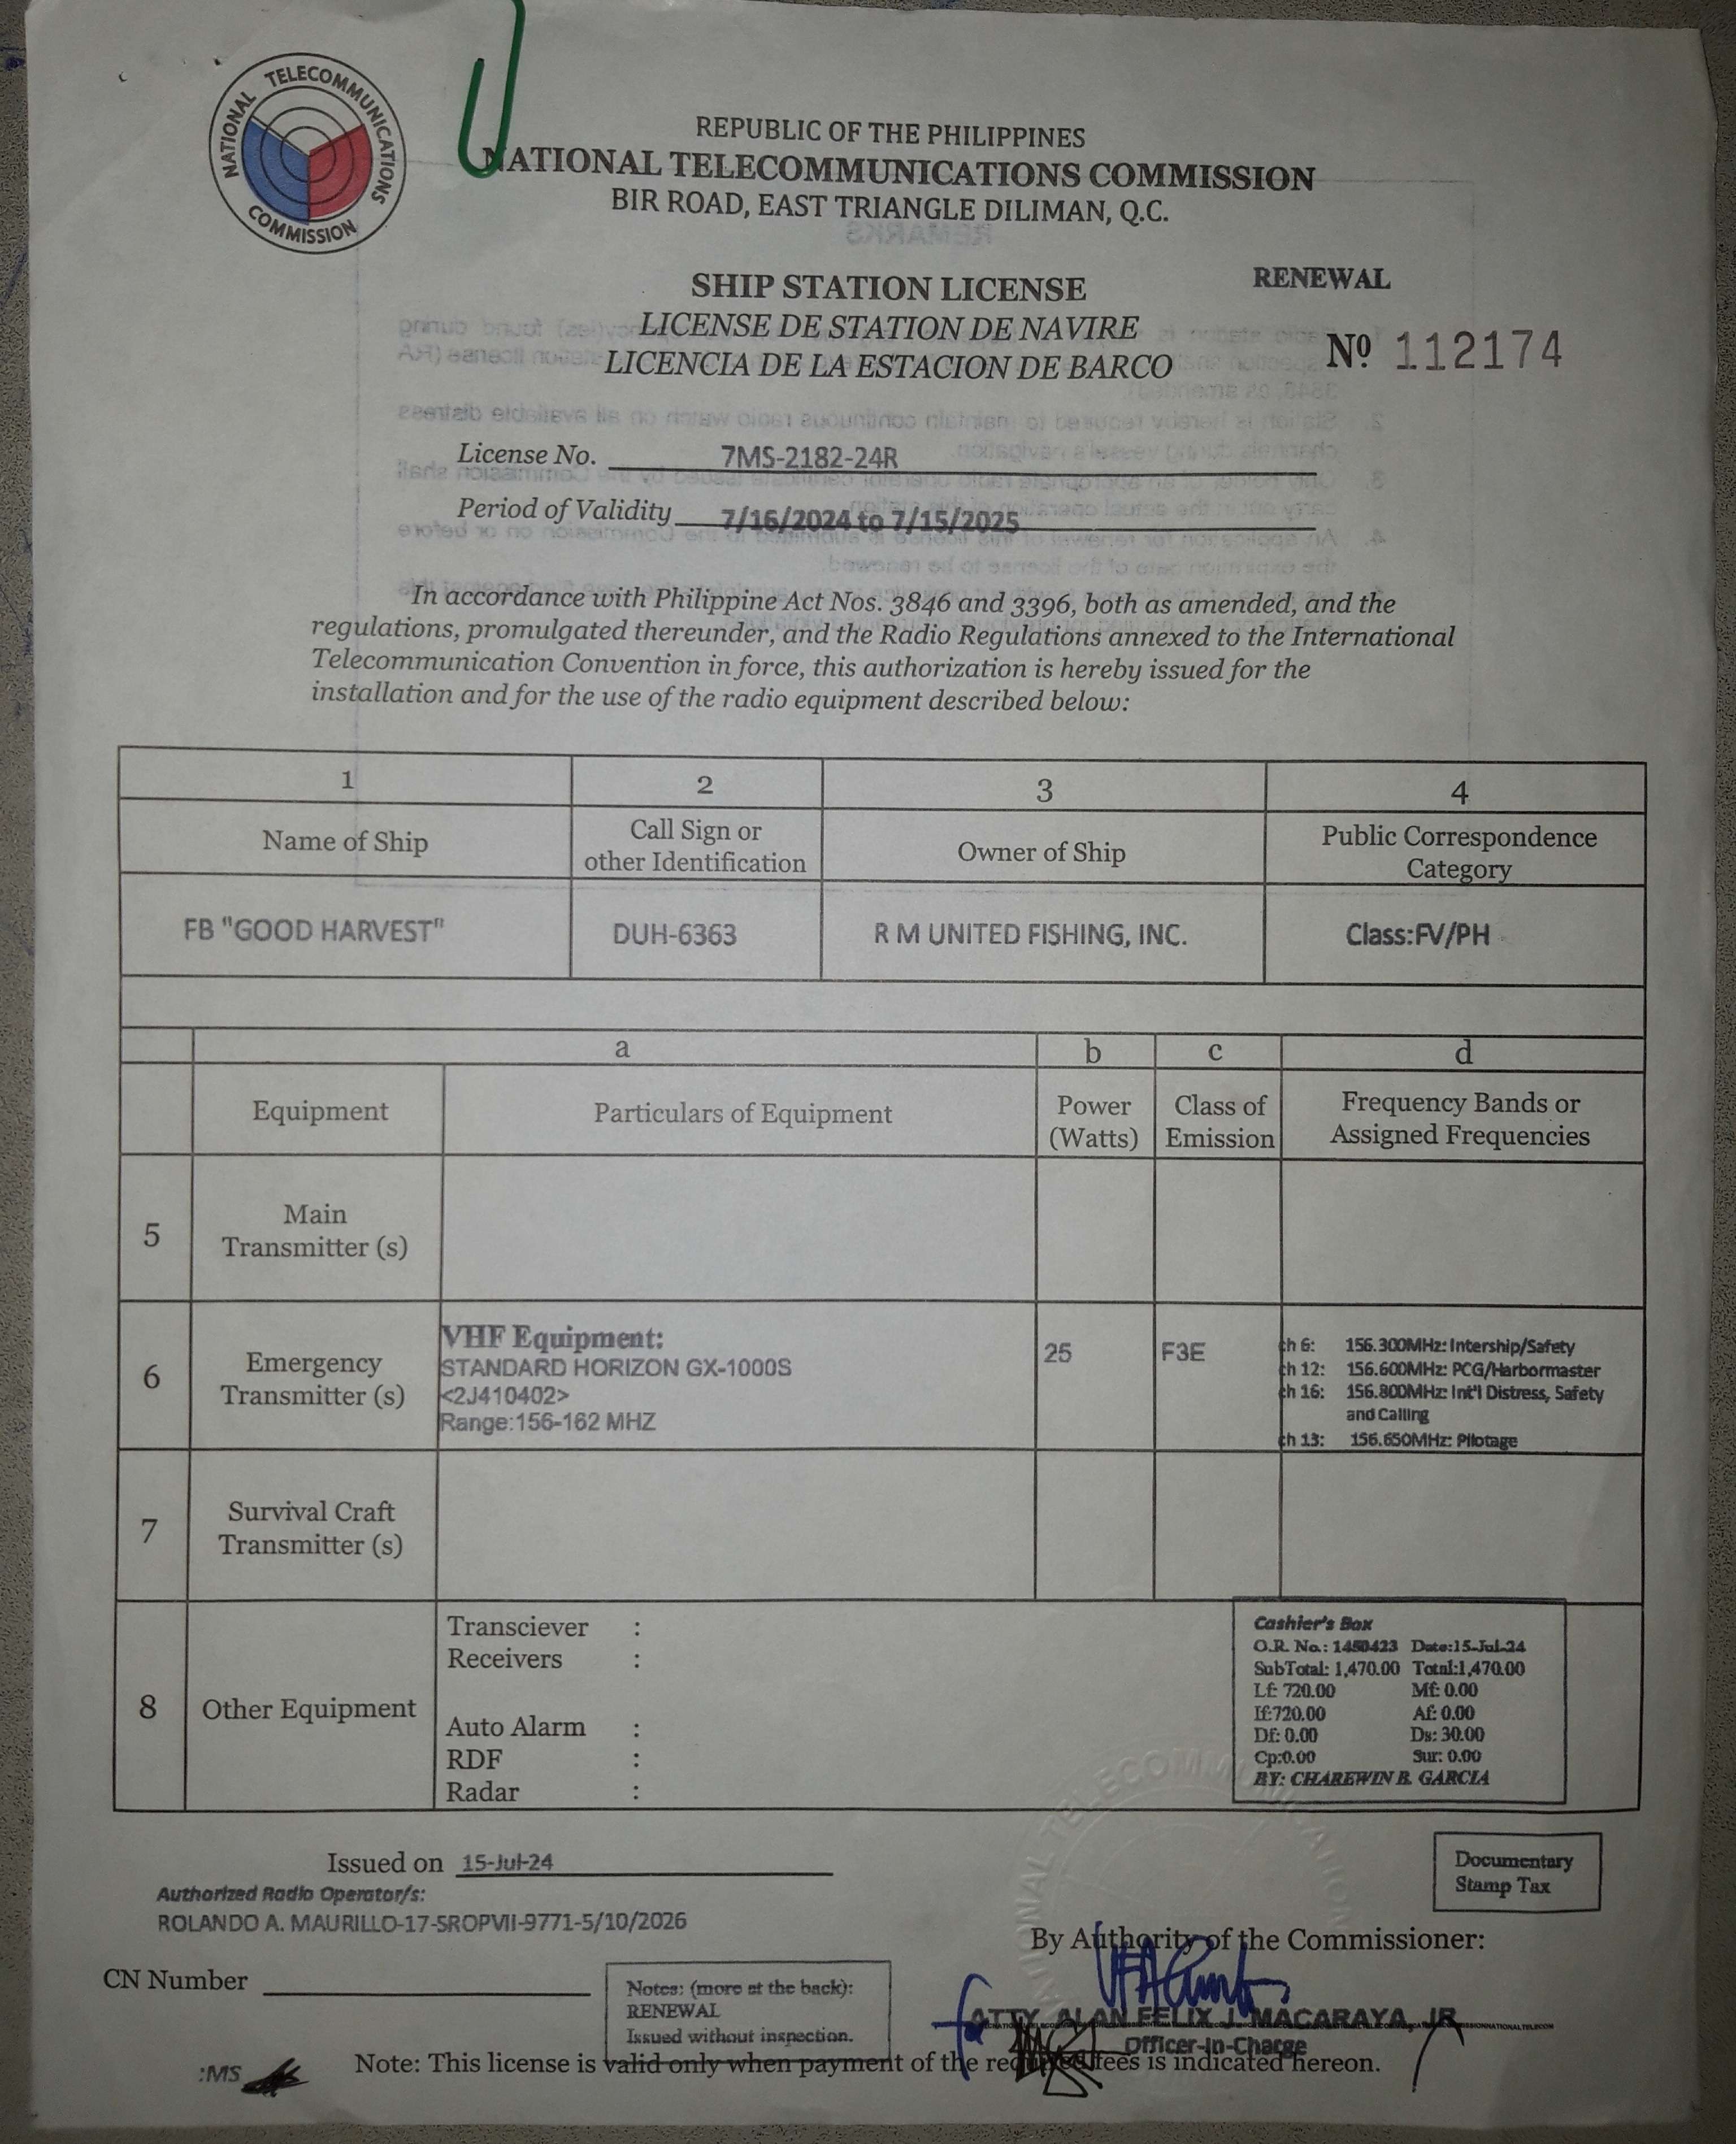 NATIONAL TELECOMMUNICATIONS COMMISSION
REPUBLIC OF THE PHILIPPINES
NATIONAL TELECOMMUNICATIONS COMMISSION
BIR ROAD, EAST TRIANGLE DILIMAN, Q.C.
REMARKS
SHIP STATION LICENSE
RENEWAL
LICENSE DE STATION DE NAVIRE
LICENCIA DE LA ESTACION DE BARCO
Nº 112174
License No. 7MS-2182-24R
Period of Validity 7/16/2024 to 7/15/2025
In accordance with Philippine Act Nos. 3846 and 3396, both as amended, and the
regulations, promulgated thereunder, and the Radio Regulations annexed to the International
Telecommunication Convention in force, this authorization is hereby issued for the
installation and for the use of the radio equipment described below:
1 2 3 4
Name of Ship
Call Sign or
other Identification
Owner of Ship
Public Correspondence
Category
FB "GOOD HARVEST"
DUH-6363
R M UNITED FISHING, INC.
Class:FV/PH
a b c d
Equipment
Particulars of Equipment
Power
(Watts)
Class of
Emission
Frequency Bands or
Assigned Frequencies
5
Main
Transmitter (s)
6
Emergency
Transmitter (s)
VHF Equipment:
STANDARD HORIZON GX-1000S
<2J410402>
Range:156-162 MHZ
25
F3E
ch 6: 156.300MHz: Intership/Safety
ch 12: 156.600MHz: PCG/Harbormaster
ch 16: 156.800MHz: Int'l Distress, Safety
and Calling
ch 13: 156.650MHz: Pilotage
7
Survival Craft
Transmitter (s)
8
Other Equipment
Transciever :
Receivers :
Auto Alarm :
RDF :
Radar :
Cashier's Box
O.R. No.: 1450423 Date:15-Jul-24
SubTotal: 1,470.00 Total:1,470.00
Lf: 720.00 Mf: 0.00
If:720.00 Af: 0.00
Df: 0.00 Ds: 30.00
Cp:0.00 Sur: 0.00
BY: CHAREWIN B. GARCIA
Issued on 15-Jul-24
Documentary
Stamp Tax
Authorized Radio Operator/s:
ROLANDO A. MAURILLO-17-SROPVII-9771-5/10/2026
By Authority of the Commissioner:
CN Number
Notes: (more at the back):
RENEWAL
Issued without inspection.
ATTY. ALAN FELIX J. MACARAYA, JR
Officer-In-Charge
:MS
Note: This license is valid only when payment of the required fees is indicated hereon.